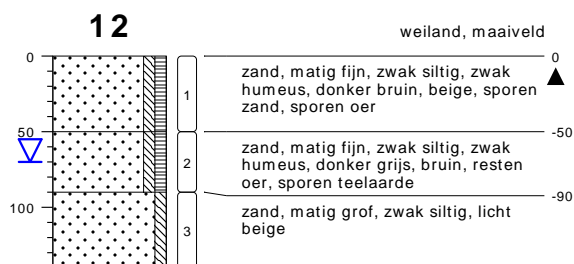 12
weiland, maaiveld
0
0
zand, matig fijn, zwak siltig, zwak
humeus, donker bruin, beige, sporen
zand, sporen oer
1
50
-50
zand, matig fijn, zwak siltig, zwak
humeus, donker grijs, bruin, resten
oer, sporen teelaarde
2
-90
100
zand, matig grof, zwak siltig, licht
beige
3